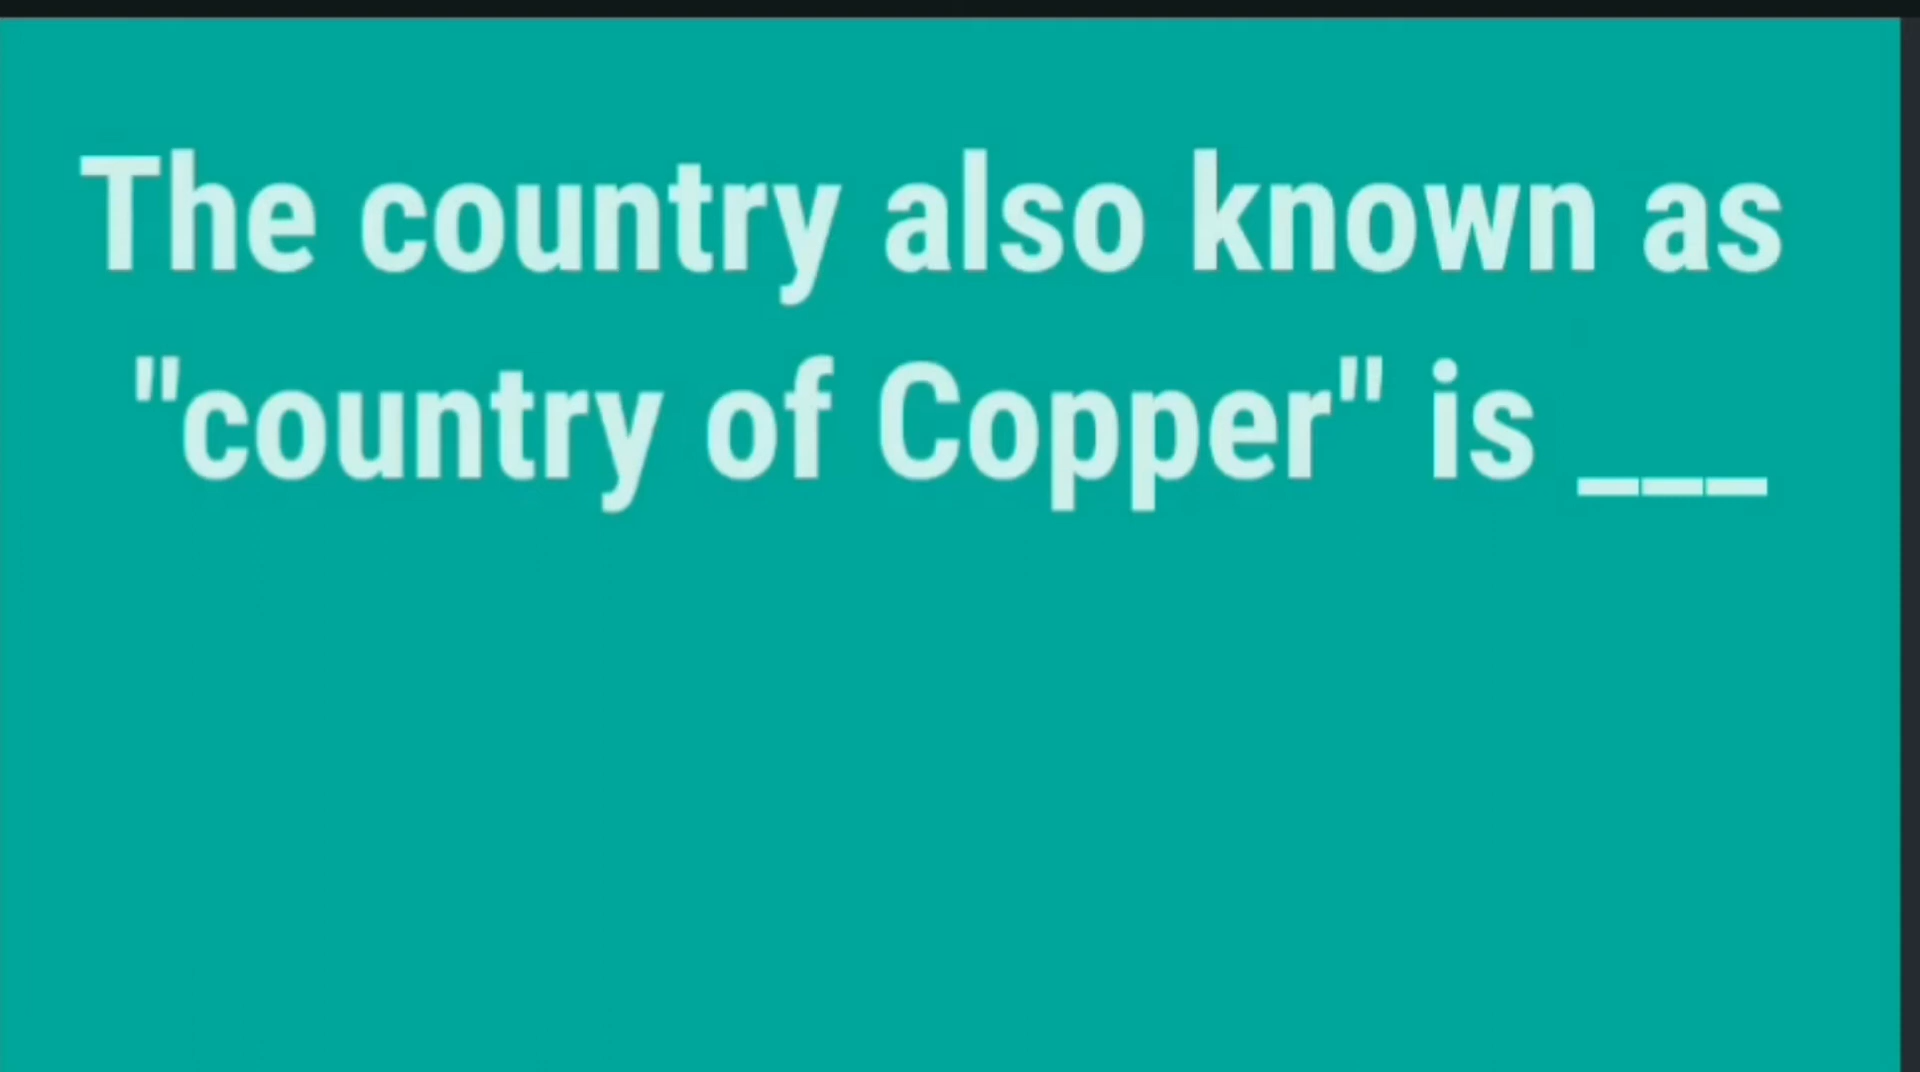 The country also known as
"country of Copper" is ___